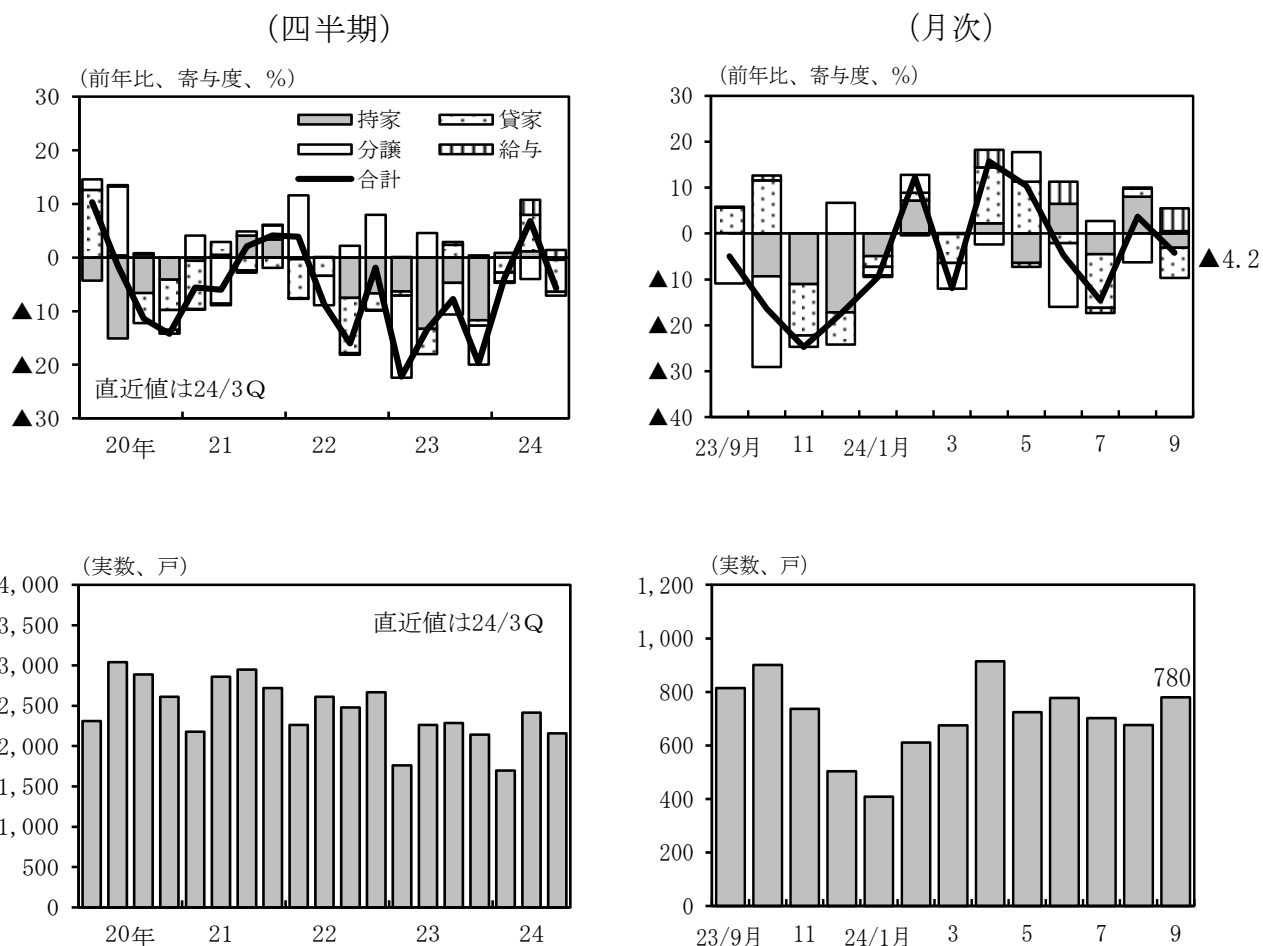 (四半期)
(前年比、寄与度、%)
30
20
10
0
▲10
▲20
▲30
持家
貸家
分譲
給与
合計
直近値は24/3Q
20年 21 22 23 24
(月次)
(前年比、寄与度、%)
30
20
10
0
▲10
▲20
▲30
▲40
▲4.2
23/9月 11 24/1月 3 5 7 9
(実数、戸)
4,000
3,500
3,000
2,500
2,000
1,500
1,000
500
0
直近値は24/3Q
20年 21 22 23 24
(実数、戸)
1,200
1,000
800
600
400
200
0
780
23/9月 11 24/1月 3 5 7 9